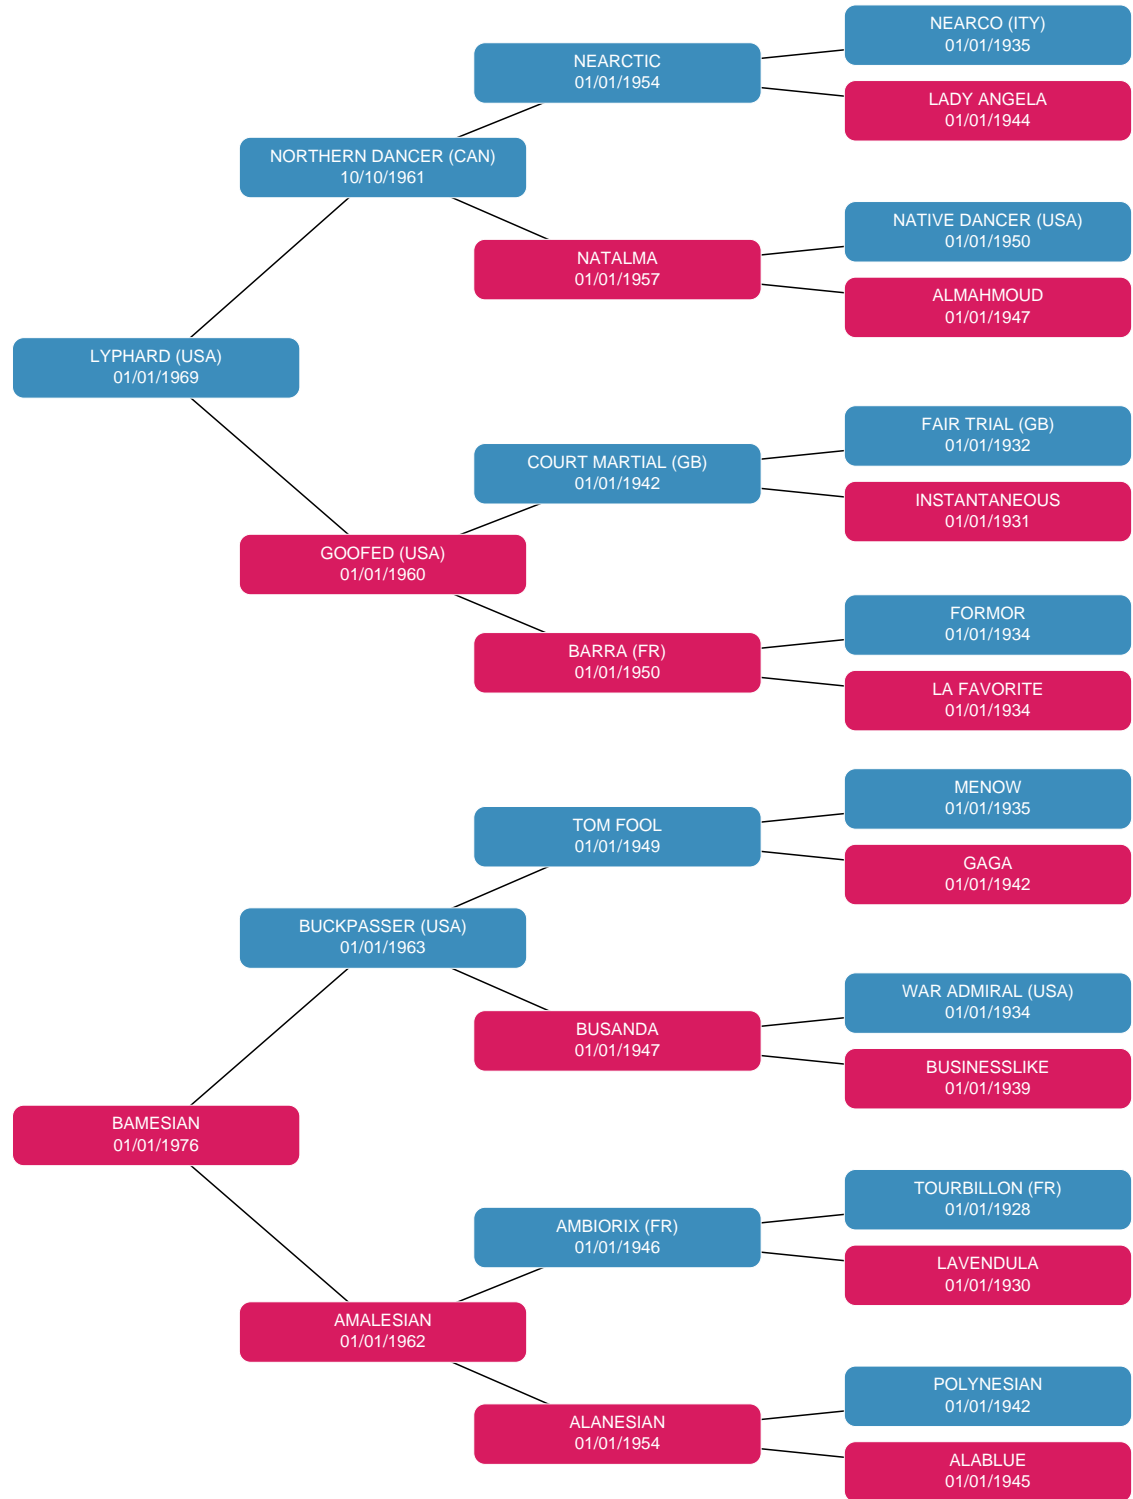 NEARCO (ITY)
01/01/1935
NEARCTIC
01/01/1954
LADY ANGELA
01/01/1944
NORTHERN DANCER (CAN)
10/10/1961
NATIVE DANCER (USA)
01/01/1950
NATALMA
01/01/1957
ALMAHMOUD
01/01/1947
LYPHARD (USA)
01/01/1969
FAIR TRIAL (GB)
01/01/1932
COURT MARTIAL (GB)
01/01/1942
INSTANTANEOUS
01/01/1931
GOOFED (USA)
01/01/1960
FORMOR
01/01/1934
BARRA (FR)
01/01/1950
LA FAVORITE
01/01/1934
MENOW
01/01/1935
TOM FOOL
01/01/1949
GAGA
01/01/1942
BUCKPASSER (USA)
01/01/1963
WAR ADMIRAL (USA)
01/01/1934
BUSANDA
01/01/1947
BUSINESSLIKE
01/01/1939
BAMESIAN
01/01/1976
TOURBILLON (FR)
01/01/1928
AMBIORIX (FR)
01/01/1946
LAVENDULA
01/01/1930
AMALESIAN
01/01/1962
POLYNESIAN
01/01/1942
ALANESIAN
01/01/1954
ALABLUE
01/01/1945